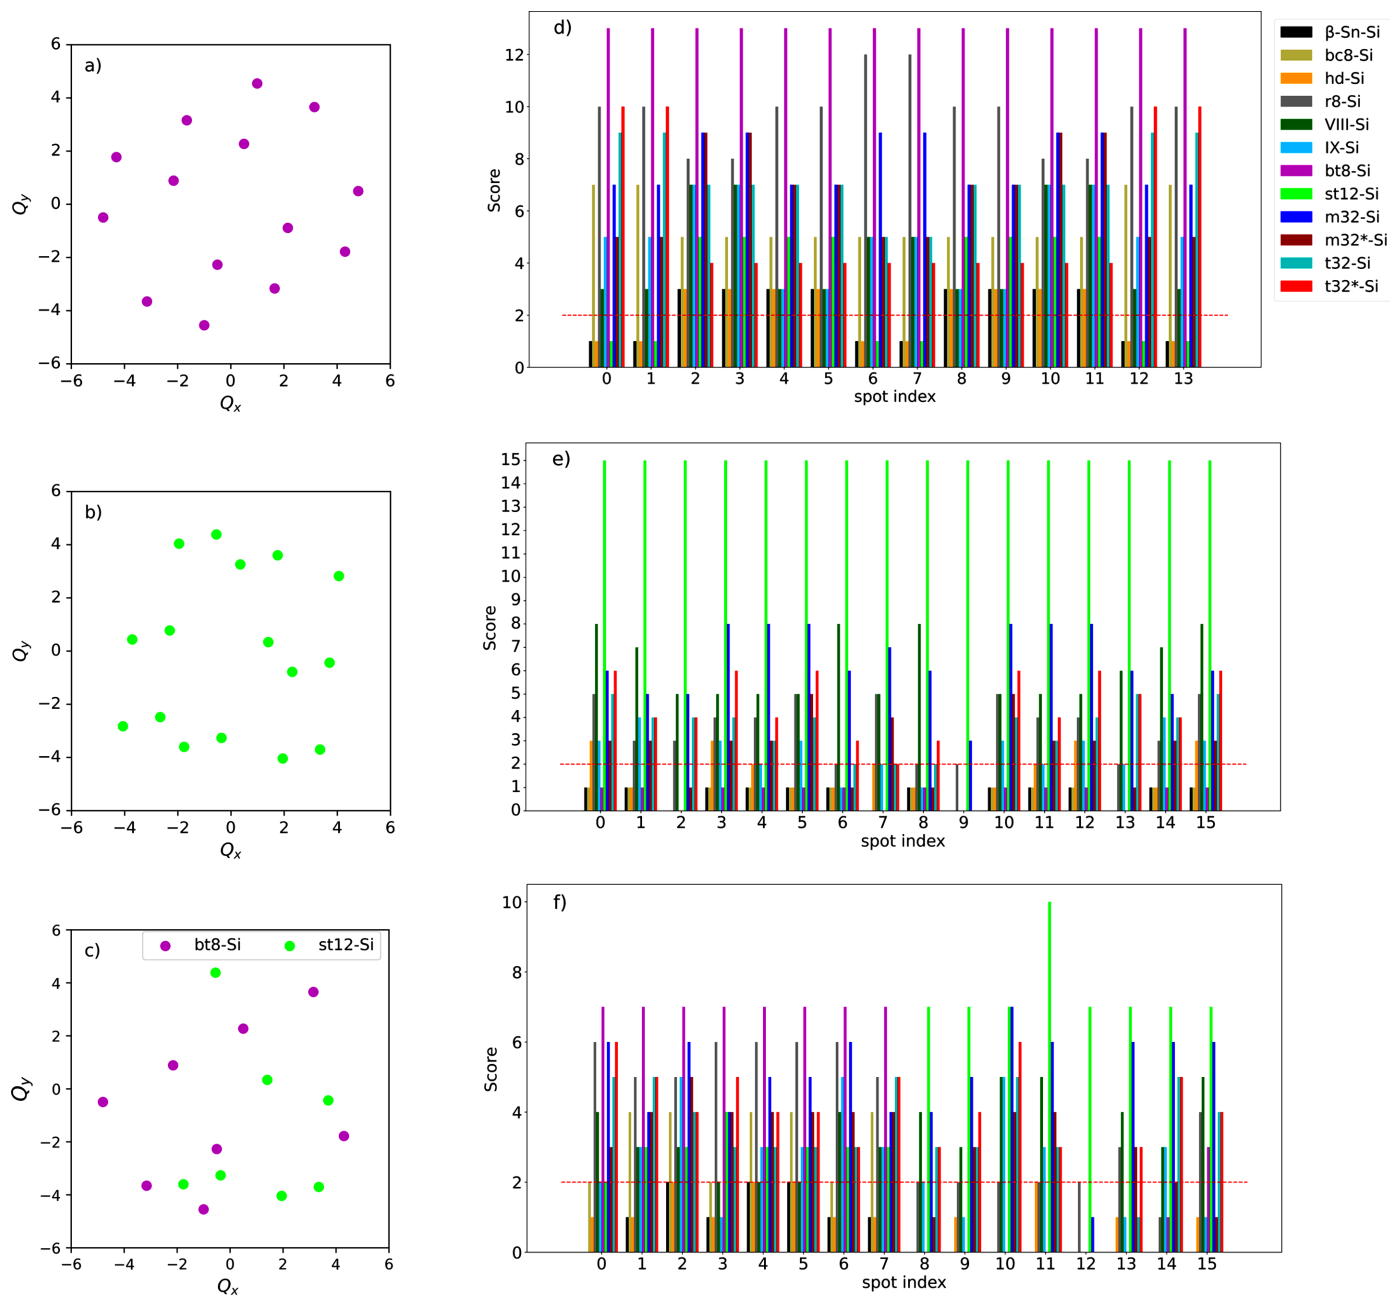 a)
6
4
2
0
−2
−4
−6
−6 −4 −2 0 2 4 6
Qx
Qy
d)
12
10
8
6
4
2
0
Score
0 1 2 3 4 5 6 7 8 9 10 11 12 13
spot index
β-Sn-Si
bc8-Si
hd-Si
r8-Si
VIII-Si
IX-Si
bt8-Si
st12-Si
m32-Si
m32*-Si
t32-Si
t32*-Si
b)
6
4
2
0
−2
−4
−6
−6 −4 −2 0 2 4 6
Qx
Qy
e)
15
14
13
12
11
10
9
8
7
6
5
4
3
2
1
0
Score
0 1 2 3 4 5 6 7 8 9 10 11 12 13 14 15
spot index
c)
bt8-Si st12-Si
6
4
2
0
−2
−4
−6
−6 −4 −2 0 2 4 6
Qx
Qy
f)
10
8
6
4
2
0
Score
0 1 2 3 4 5 6 7 8 9 10 11 12 13 14 15
spot index